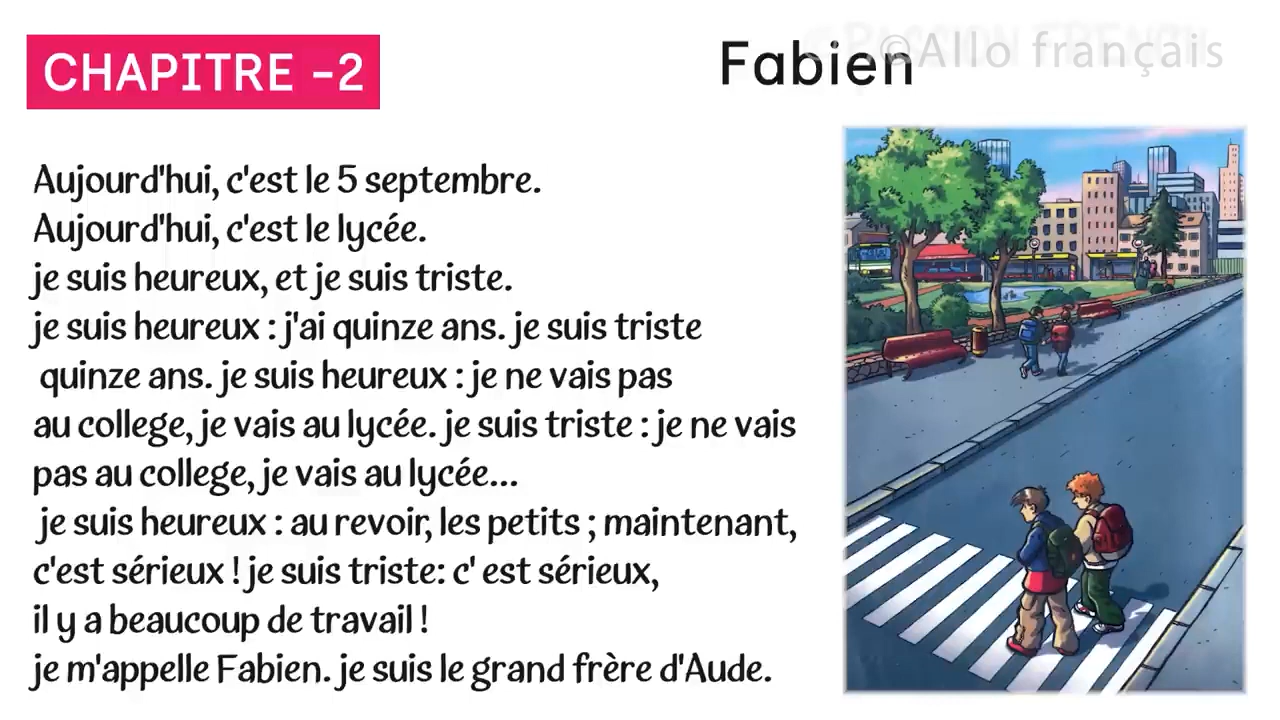 CHAPITRE -2
Fabien
©Allo français
Aujourd'hui, c'est le 5 septembre.
Aujourd'hui, c'est le lycée.
je suis heureux, et je suis triste.
je suis heureux : j'ai quinze ans. je suis triste
quinze ans. je suis heureux : je ne vais pas
au college, je vais au lycée. je suis triste : je ne vais
pas au college, je vais au lycée...
je suis heureux : au revoir, les petits ; maintenant,
c'est sérieux ! je suis triste: c' est sérieux,
il y a beaucoup de travail !
je m'appelle Fabien. je suis le grand frère d'Aude.